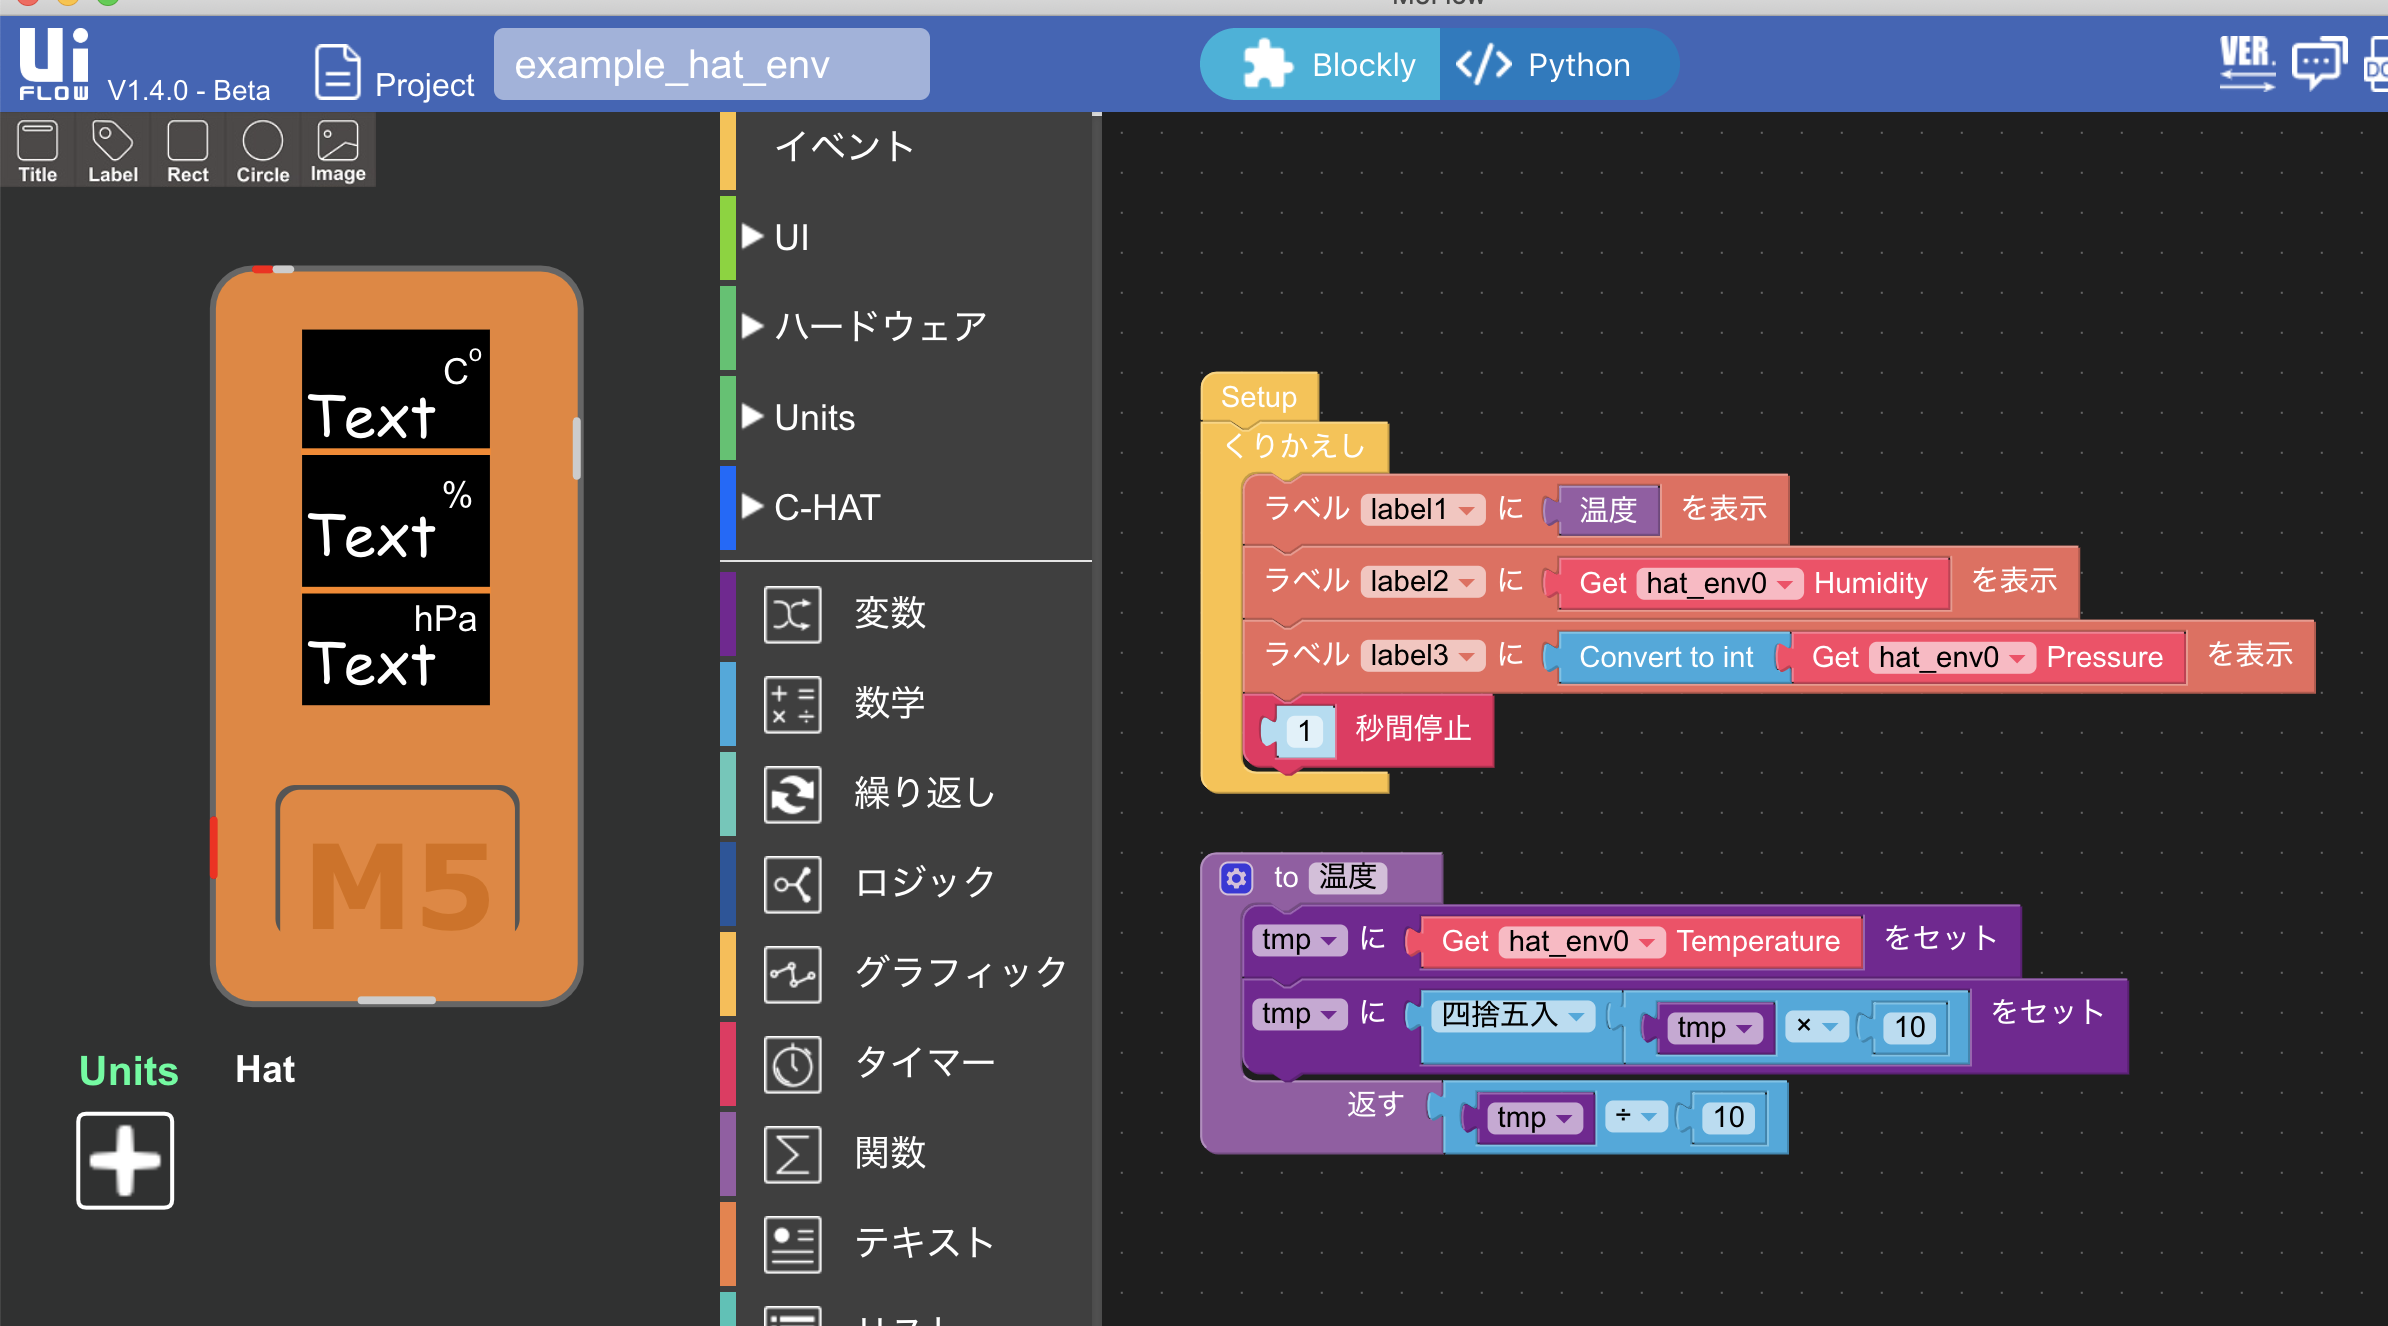 Ui
FLOW
V1.4.0 - Beta
Project
example_hat_env
Blockly
Python
VER.
Title
Label
Rect
Circle
Image
C°
Text
%
Text
hPa
Text
M5
Units
Hat
イベント
UI
ハードウェア
Units
C-HAT
変数
数学
繰り返し
ロジック
グラフィック
タイマー
関数
テキスト
リスト
Setup
くりかえし
ラベル label1 に 温度 を表示
ラベル label2 に Get hat_env0 Humidity を表示
ラベル label3 に Convert to int Get hat_env0 Pressure を表示
1 秒間停止
to 温度
tmp に Get hat_env0 Temperature をセット
tmp に 四捨五入 tmp × 10 をセット
返す tmp ÷ 10